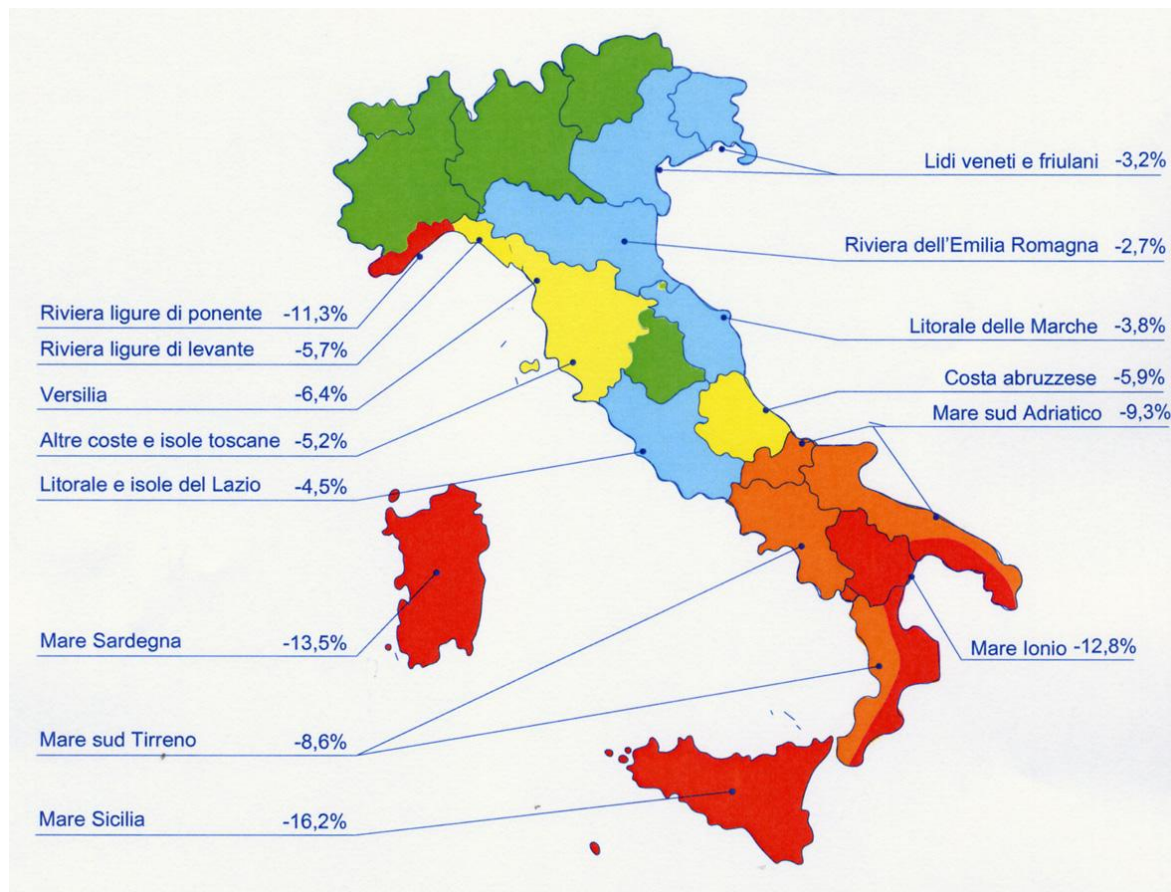 Lidi veneti e friulani -3,2%
Riviera dell'Emilia Romagna -2,7%
Litorale delle Marche -3,8%
Costa abruzzese -5,9%
Mare sud Adriatico -9,3%
Mare Ionio -12,8%
Riviera ligure di ponente -11,3%
Riviera ligure di levante -5,7%
Versilia -6,4%
Altre coste e isole toscane -5,2%
Litorale e isole del Lazio -4,5%
Mare Sardegna -13,5%
Mare sud Tirreno -8,6%
Mare Sicilia -16,2%